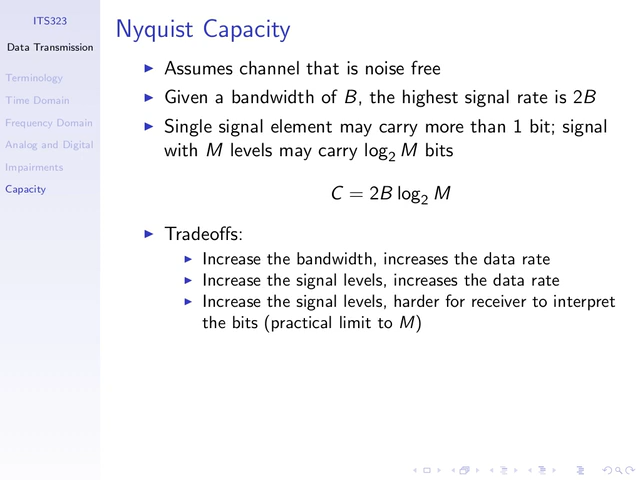 ITS323
Data Transmission
Terminology
Time Domain
Frequency Domain
Analog and Digital
Impairments
Capacity
Nyquist Capacity
Assumes channel that is noise free
Given a bandwidth of B, the highest signal rate is 2B
Single signal element may carry more than 1 bit; signal
with M levels may carry log₂ M bits
C = 2B log₂ M
Tradeoffs:
Increase the bandwidth, increases the data rate
Increase the signal levels, increases the data rate
Increase the signal levels, harder for receiver to interpret
the bits (practical limit to M)